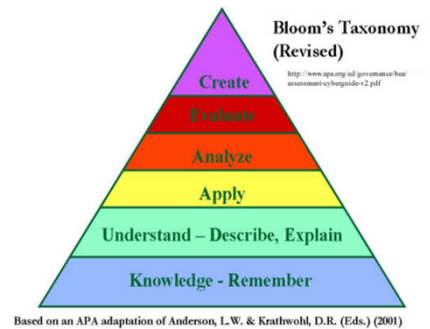 Bloom's Taxonomy
(Revised)
http://www.apa.org/ed/governance/bea/
assessment-cyberguide-v2.pdf
Create
Evaluate
Analyze
Apply
Understand – Describe, Explain
Knowledge - Remember
Based on an APA adaptation of Anderson, L.W. & Krathwohl, D.R. (Eds.) (2001)